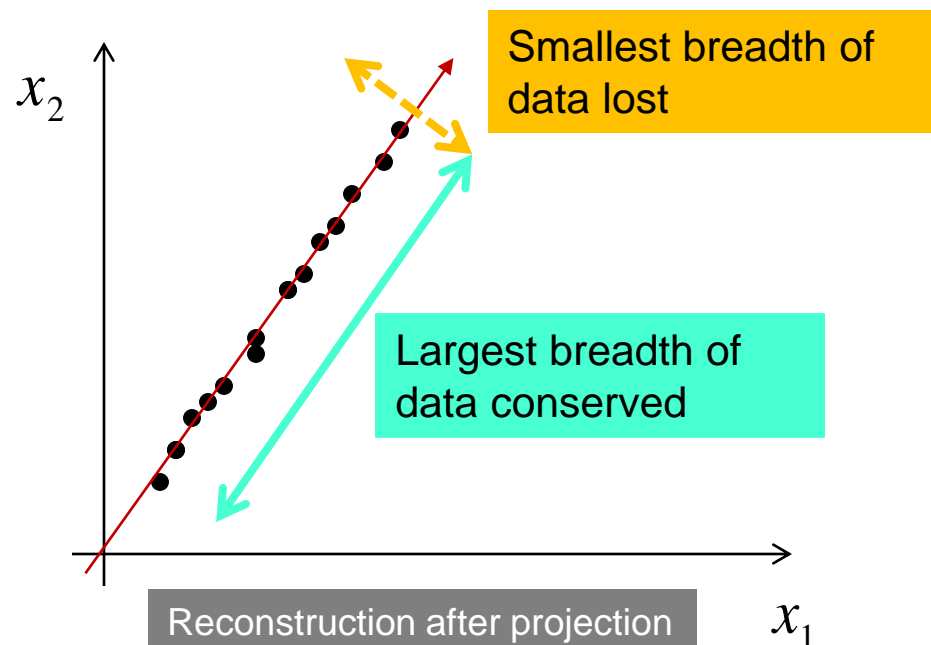 Smallest breadth of
data lost
x2
Largest breadth of
data conserved
Reconstruction after projection
x1